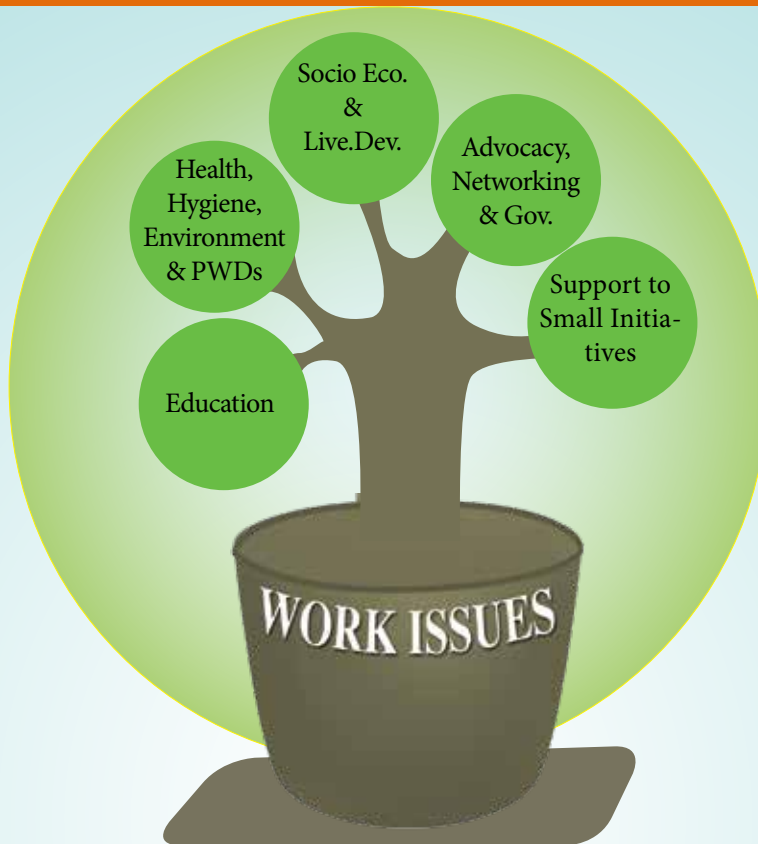 Socio Eco.
&
Live.Dev.
Advocacy,
Networking
& Gov.
Health,
Hygiene,
Environment
& PWDs
Support to
Small Initia-
tives
Education
WORK ISSUES